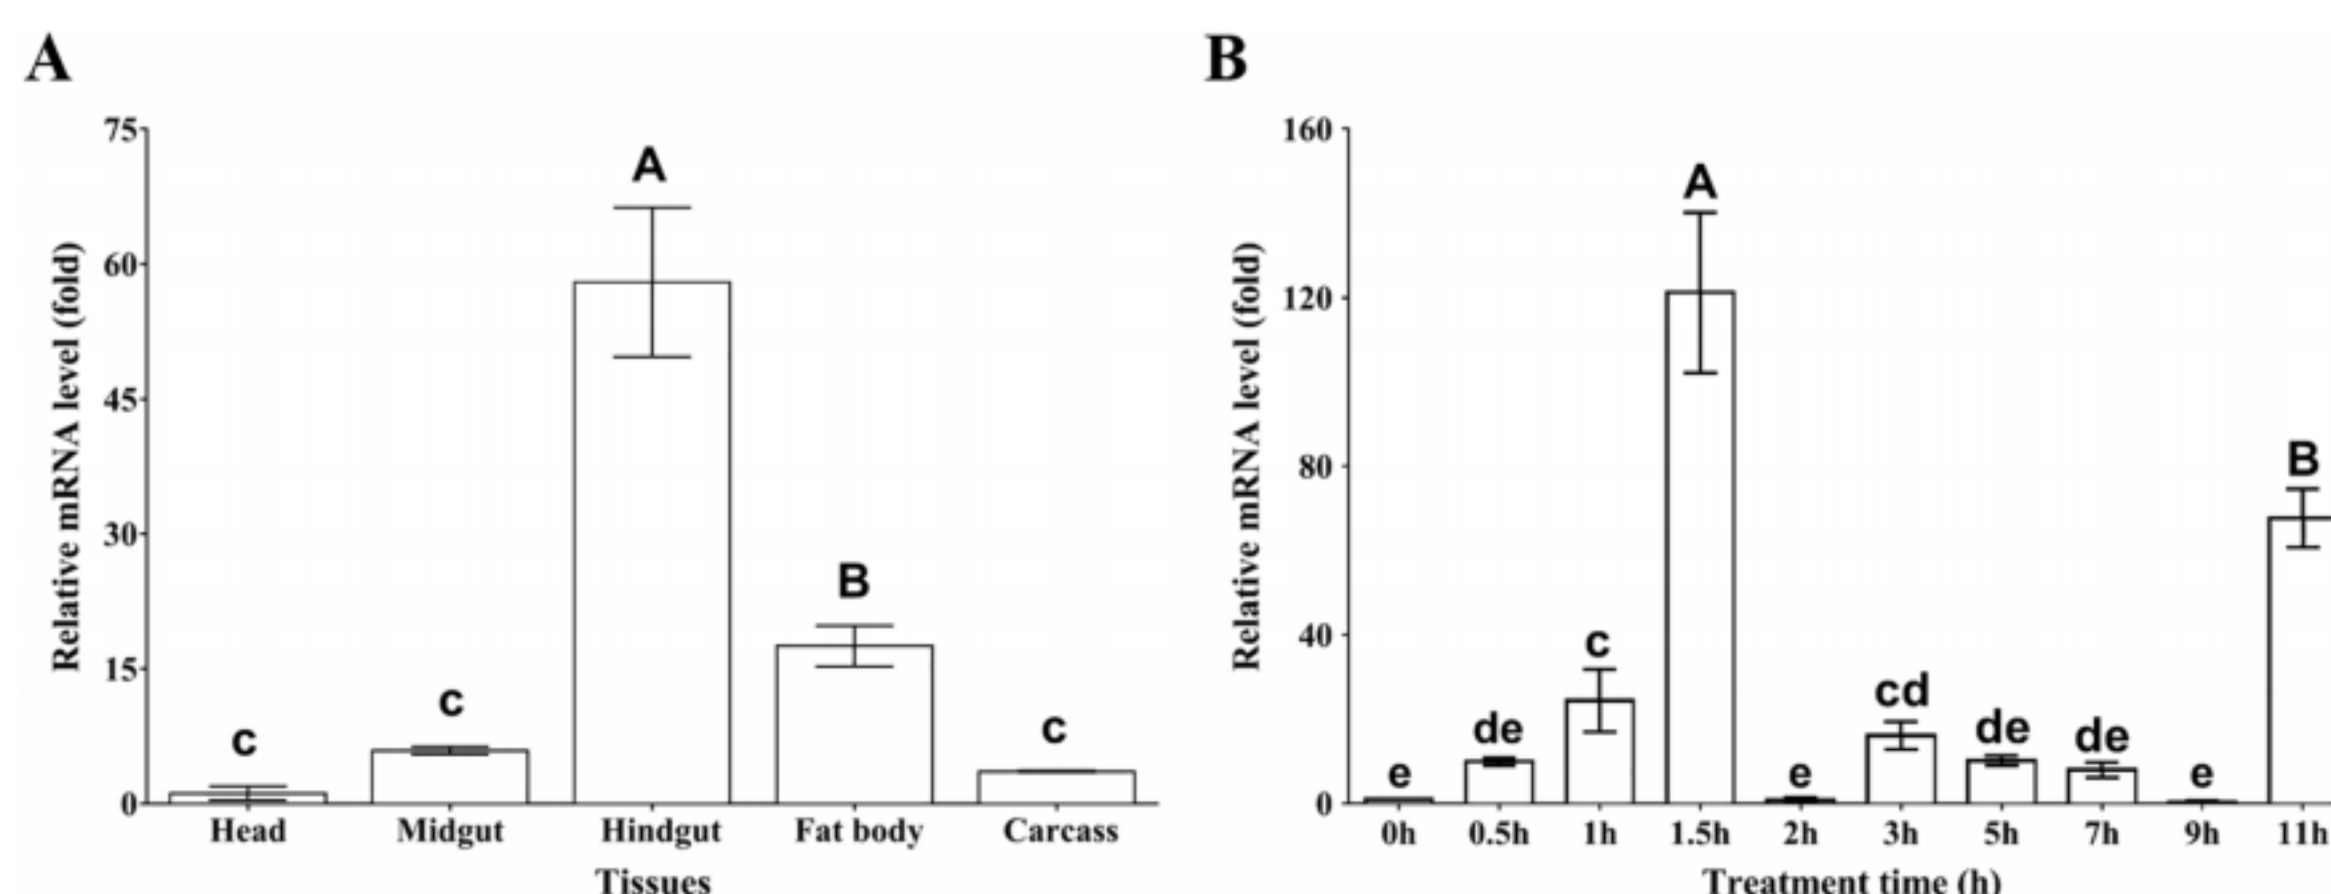 A
Relative mRNA level (fold)
75
60
45
30
15
0
c
c
A
B
c
Head Midgut Hindgut Fat body Carcass
Tissues
B
Relative mRNA level (fold)
160
120
80
40
0
e
de
c
A
e
cd
de
de
e
B
0h 0.5h 1h 1.5h 2h 3h 5h 7h 9h 11h
Treatment time (h)